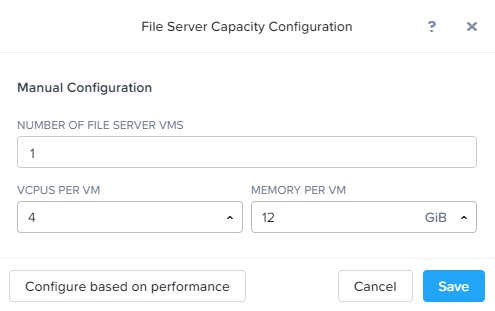 File Server Capacity Configuration ? ×
Manual Configuration
NUMBER OF FILE SERVER VMS
1
VCPUS PER VM MEMORY PER VM
4 12 GiB
Configure based on performance Cancel Save